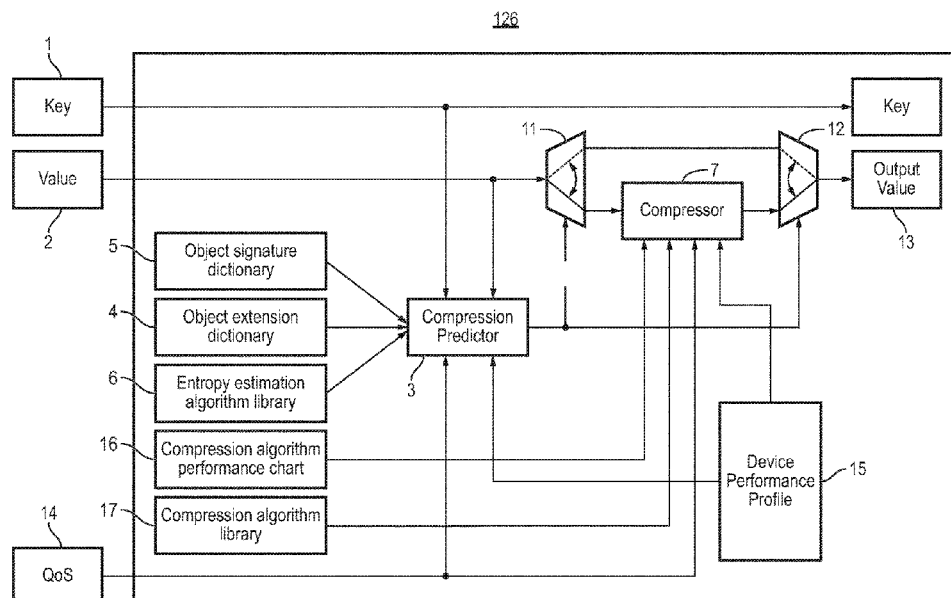 126
1
Key
Key
11
12
Value
2
7
Compressor
Output
Value
13
5
Object signature
dictionary
4
Object extension
dictionary
Compression
Predictor
3
6
Entropy estimation
algorithm library
16
Compression algorithm
performance chart
Device
Performance
Profile
15
17
Compression algorithm
library
14
QoS